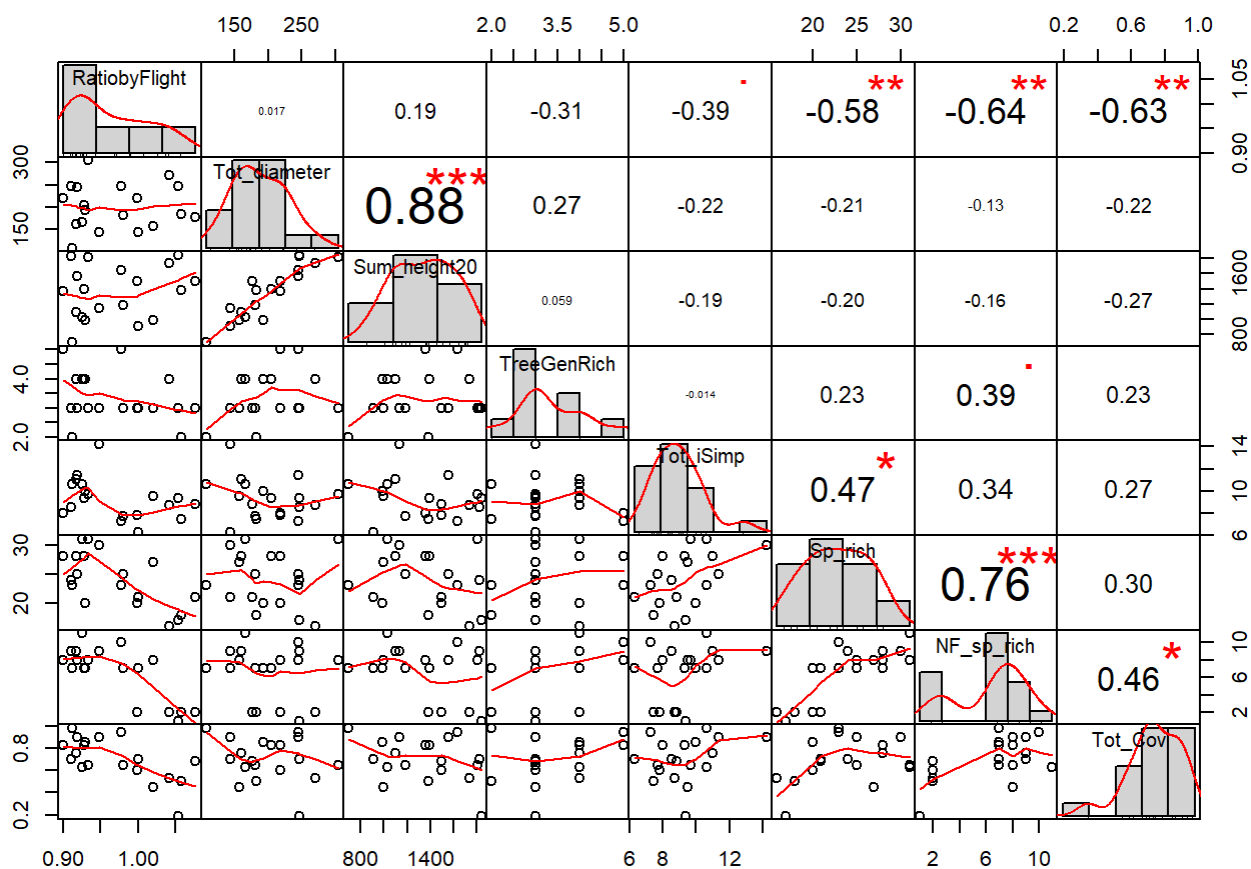 150 250 2.0 3.0 4.0 5.0 20 25 30 0.2 0.6 1.0
RatiobyFlight 0.017 0.19 -0.31 -0.39 . -0.58 ** -0.64 ** -0.63 ** 0.90 1.05
150 300 Tot_diameter 0.88 *** 0.27 -0.22 -0.21 -0.13 -0.22
Sum_height20 0.059 -0.19 -0.20 -0.16 -0.27 800 1600
2.0 4.0 TreeGenRich -0.014 0.23 0.39 . 0.23
Tot_iSimp 0.47 * 0.34 0.27 6 10 14
20 30 Sp_rich 0.76 *** 0.30
NF_sp_rich 0.46 * 2 6 10
0.2 0.8 Tot_Cov
0.90 1.00 800 1400 6 8 12 2 6 10